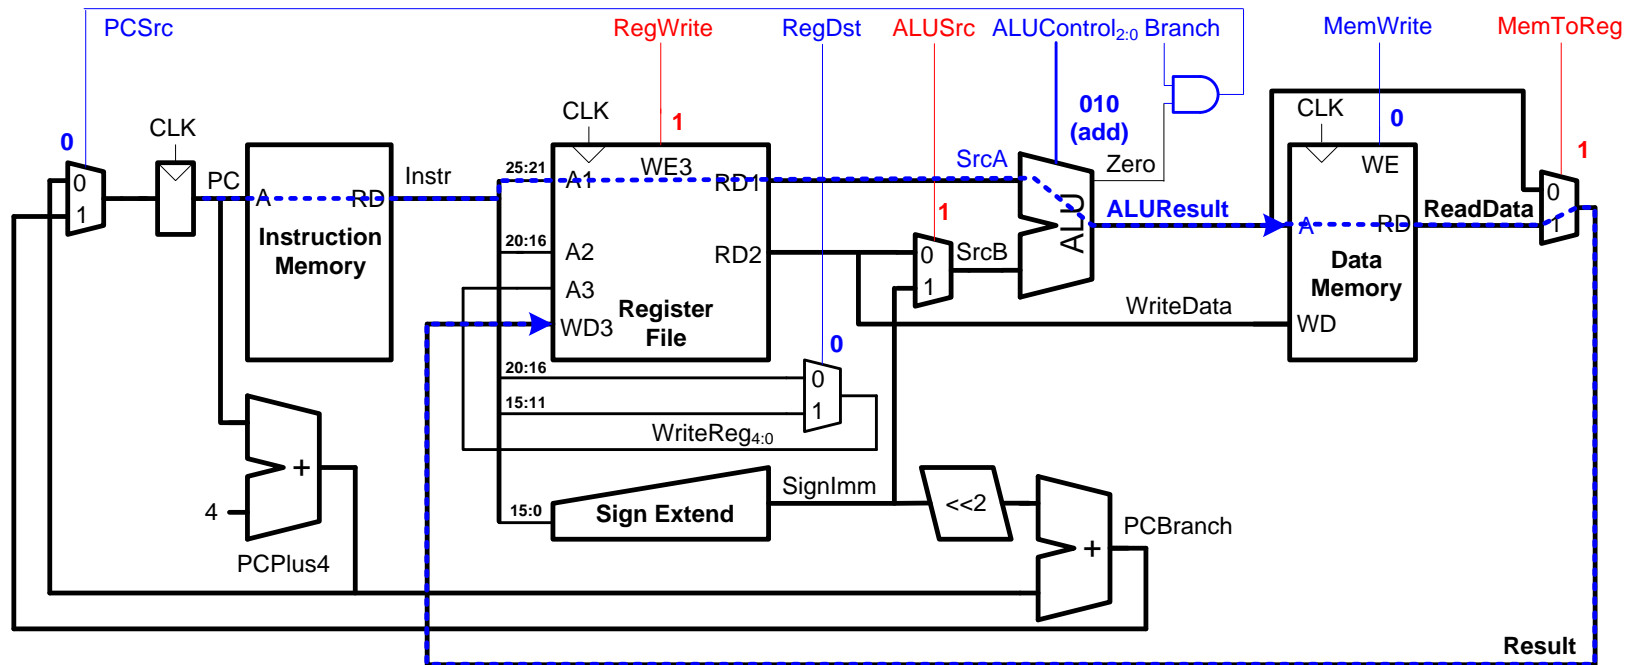 PCSrc
RegWrite
RegDst
ALUSrc
ALUControl2:0 Branch
MemWrite
MemToReg
0
CLK
PC
0
1
A
RD
Instruction
Memory
Instr
25:21
20:16
CLK
1
WE3
A1
RD1
A2
RD2
A3
WD3
Register
File
20:16
15:11
0
0
1
WriteReg4:0
15:0
Sign Extend
SignImm
<<2
1
0
1
SrcA
SrcB
010
(add)
ALU
Zero
ALUResult
WriteData
CLK
0
WE
A
RD
Data
Memory
WD
ReadData
1
0
1
4
+
PCPlus4
+
PCBranch
Result